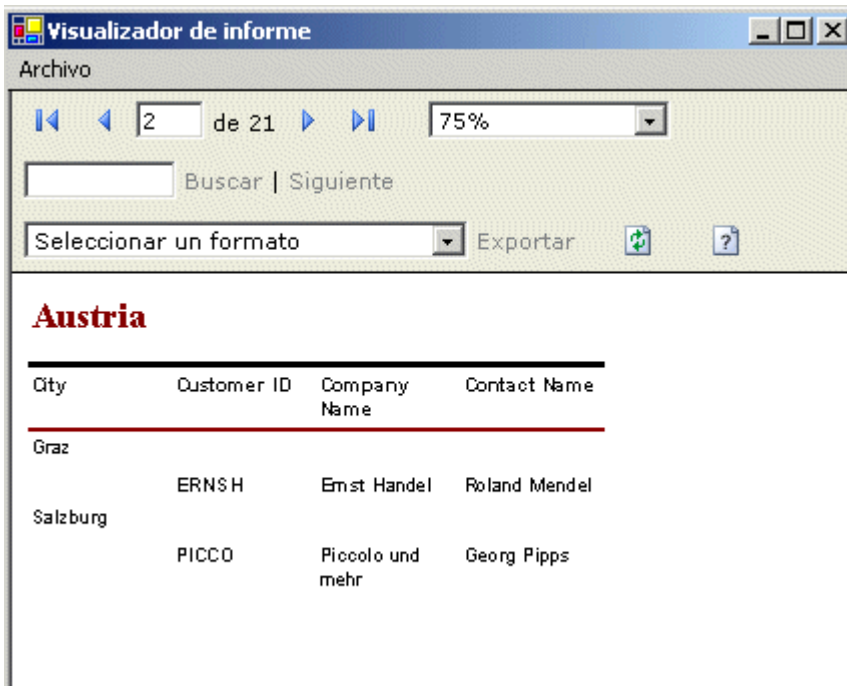 Visualizador de informe
Archivo
2 de 21 75%
Buscar | Siguiente
Seleccionar un formato Exportar
Austria
City Customer ID Company Name Contact Name
Graz
ERNSH Ernst Handel Roland Mendel
Salzburg
PICCO Piccolo und mehr Georg Pipps